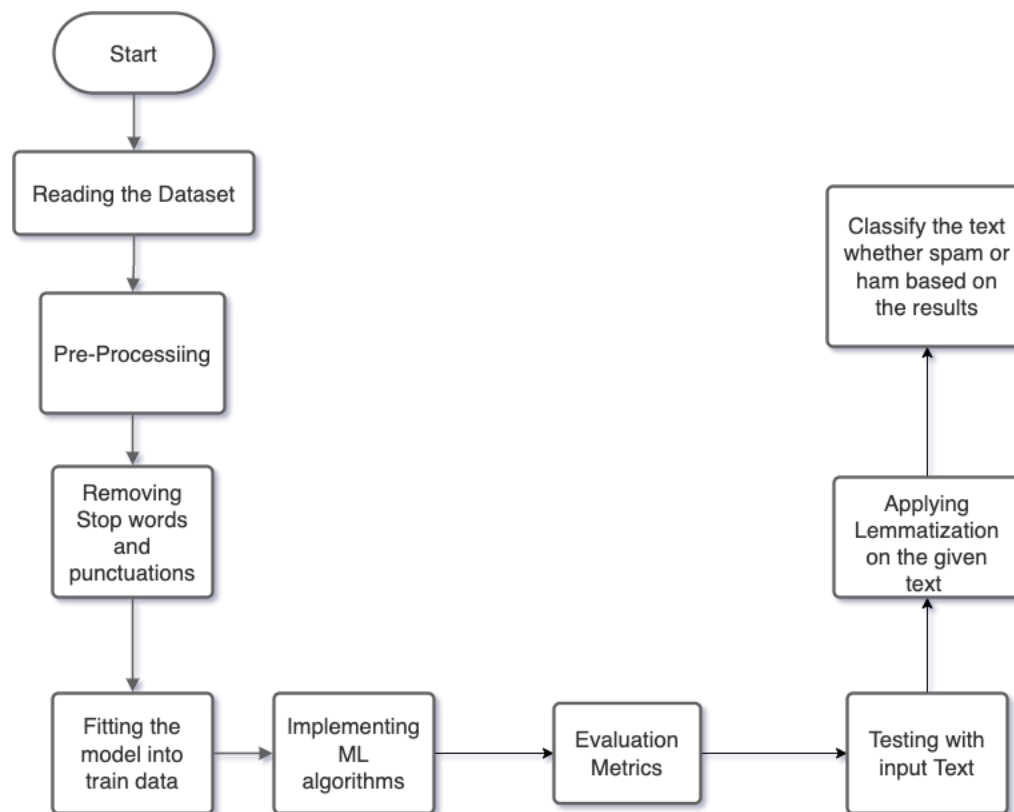 Start
Reading the Dataset
Pre-Processiing
Removing
Stop words
and
punctuations
Fitting the
model into
train data
Implementing
ML
algorithms
Evaluation
Metrics
Testing with
input Text
Applying
Lemmatization
on the given
text
Classify the text
whether spam or
ham based on
the results